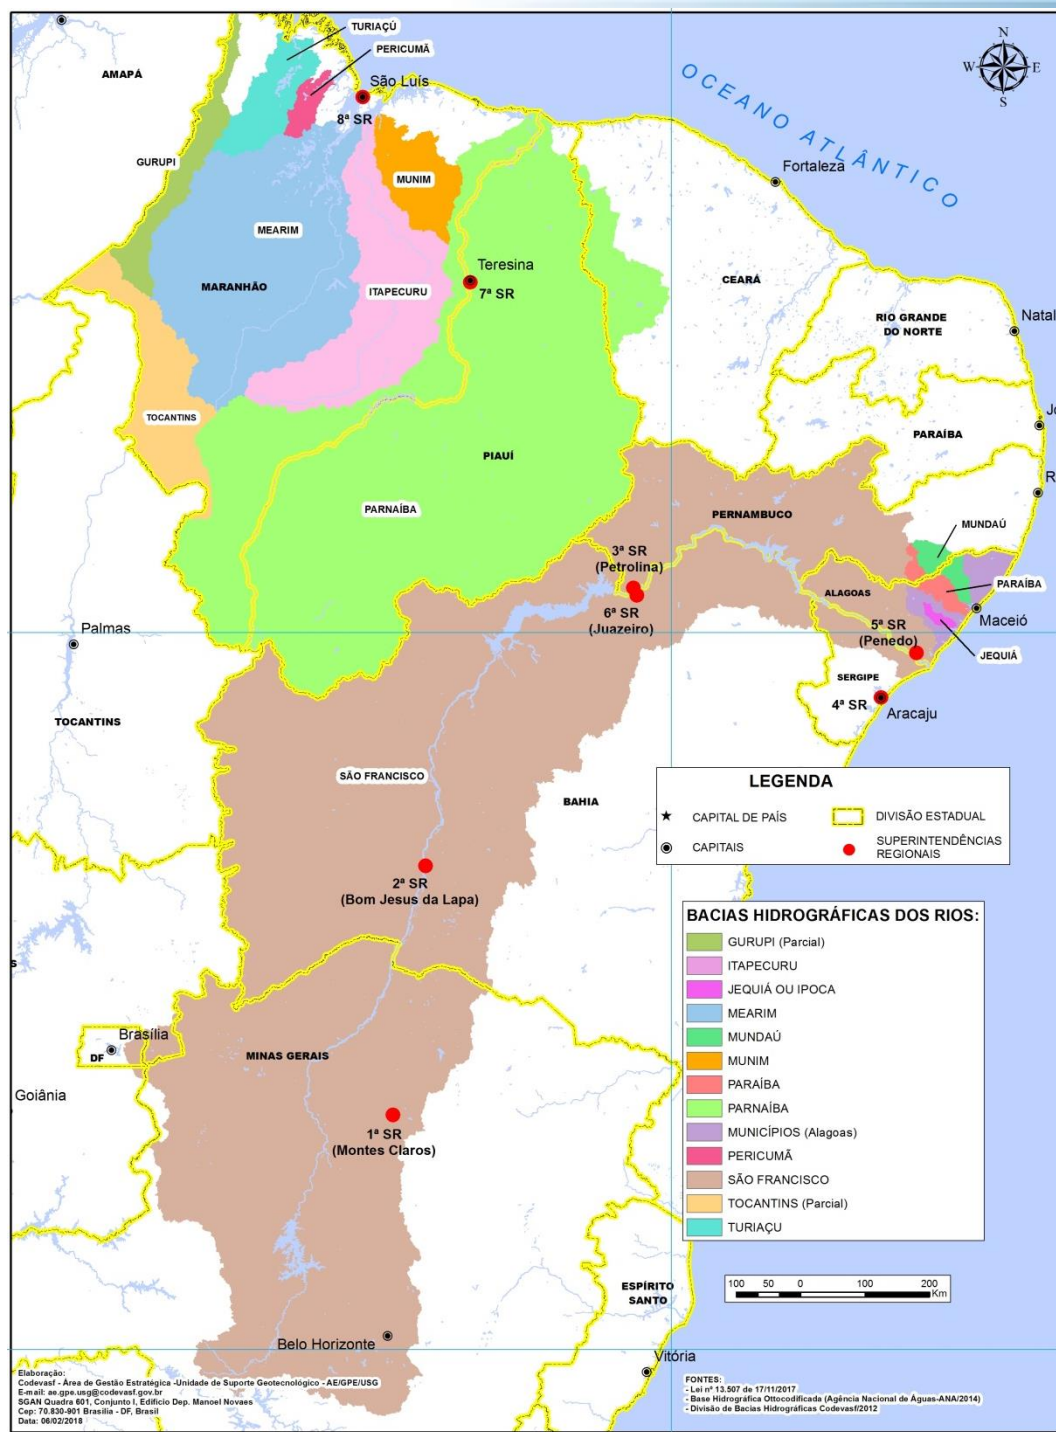 TURIAÇÚ
PERICUMÃ
AMAPÁ
São Luís
8ª SR
N
W
E
S
OCEANO ATLÂNTICO
GURUPI
MUNIM
Fortaleza
MEARIM
MARANHÃO
ITAPECURU
Teresina
7ª SR
CEARÁ
RIO GRANDE
DO NORTE
Natal
TOCANTINS
PARAÍBA
Jo
PIAUÍ
R
PARNAÍBA
PERNAMBUCO
MUNDAÚ
3ª SR
(Petrolina)
PARAÍBA
ALAGOAS
6ª SR
(Juazeiro)
Maceió
5ª SR
(Penedo)
Palmas
JEQUIÁ
SERGIPE
4ª SR
Aracaju
TOCANTINS
SÃO FRANCISCO
BAHIA
LEGENDA
CAPITAL DE PAÍS
DIVISÃO ESTADUAL
CAPITAIS
SUPERINTENDÊNCIAS
REGIONAIS
2ª SR
(Bom Jesus da Lapa)
BACIAS HIDROGRÁFICAS DOS RIOS:
GURUPI (Parcial)
ITAPECURU
JEQUIÁ OU IPOCA
MEARIM
MUNDAÚ
MUNIM
PARAÍBA
PARNAÍBA
MUNICÍPIOS (Alagoas)
PERICUMÃ
SÃO FRANCISCO
TOCANTINS (Parcial)
TURIAÇU
S
Brasília
DF
MINAS GERAIS
Goiânia
1ª SR
(Montes Claros)
ESPÍRITO
SANTO
100 50 0 100 200
Km
Belo Horizonte
Vitória
Elaboração:
Codevasf - Área de Gestão Estratégica -Unidade de Suporte Geotecnológico - AE/GPE/USG
E-mail: ae.gpe.usg@codevasf.gov.br
SGAN Quadra 601, Conjunto I, Edifício Dep. Manoel Novaes
Cep: 70.830-901 Brasília - DF, Brasil
Data: 06/02/2018
FONTES:
- Lei nº 13.507 de 17/11/2017
- Base Hidrográfica Ottocodificada (Agência Nacional de Águas-ANA/2014)
- Divisão de Bacias Hidrográficas Codevasf/2012